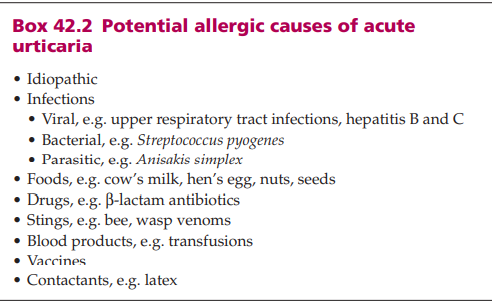 Box 42.2 Potential allergic causes of acute
urticaria
• Idiopathic
• Infections
• Viral, e.g. upper respiratory tract infections, hepatitis B and C
• Bacterial, e.g. Streptococcus pyogenes
• Parasitic, e.g. Anisakis simplex
• Foods, e.g. cow's milk, hen's egg, nuts, seeds
• Drugs, e.g. β-lactam antibiotics
• Stings, e.g. bee, wasp venoms
• Blood products, e.g. transfusions
• Vaccines
• Contactants, e.g. latex